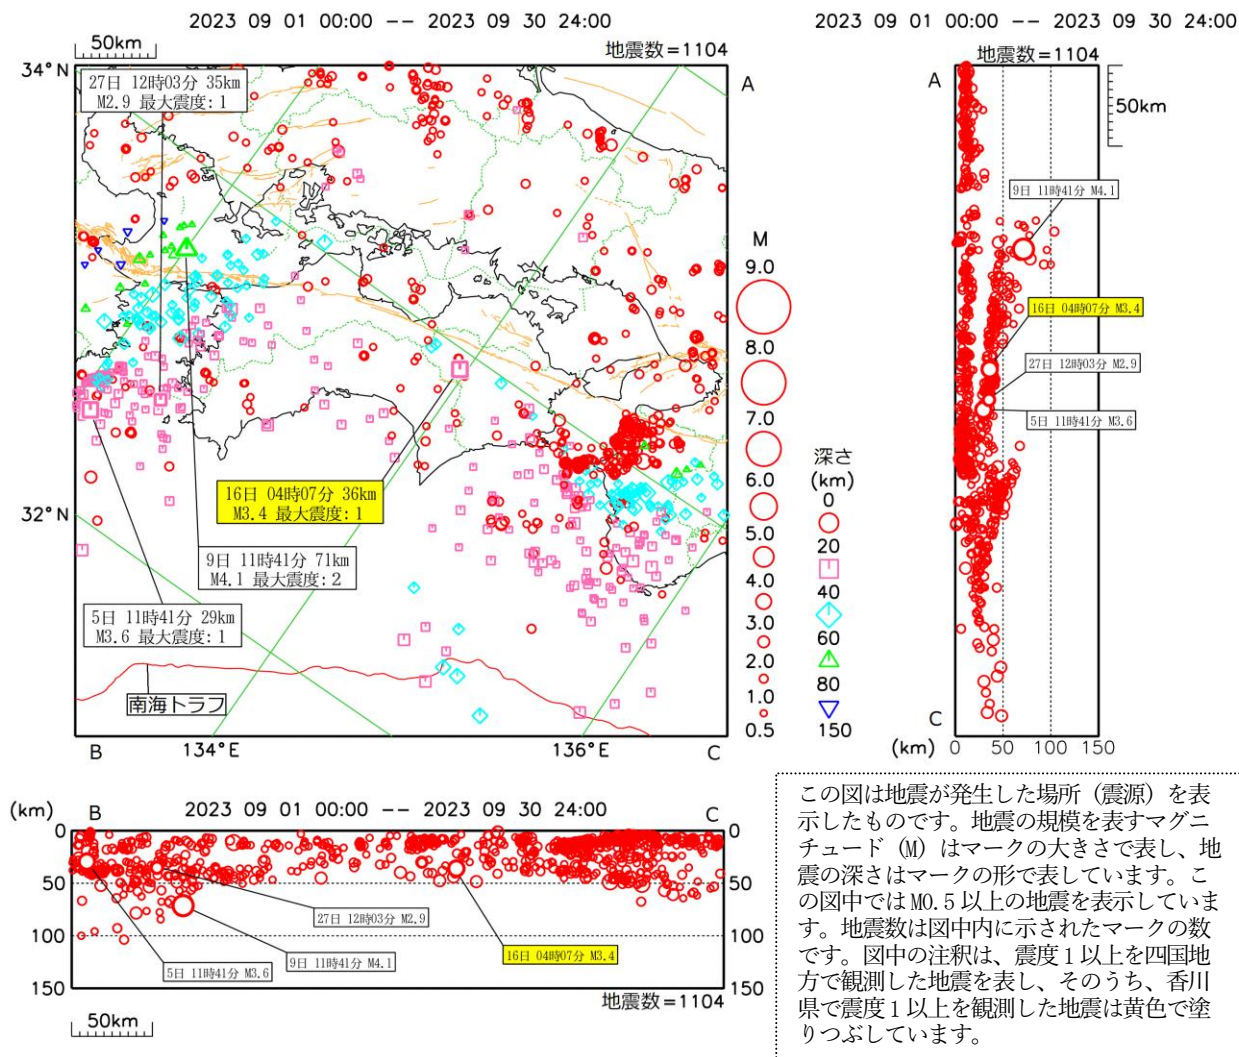 2023 09 01 00:00 -- 2023 09 30 24:00
50km
地震数=1104
34°N
27日 12時03分 35km
M2.9 最大震度:1
A
32°N
16日 04時07分 36km
M3.4 最大震度:1
9日 11時41分 71km
M4.1 最大震度:2
5日 11時41分 29km
M3.6 最大震度:1
南海トラフ
B
134°E
136°E
C
M
9.0
8.0
7.0
6.0
5.0
4.0
3.0
2.0
1.0
0.5
深さ
(km)
0
20
40
60
80
150
2023 09 01 00:00 -- 2023 09 30 24:00
地震数=1104
A
50km
9日 11時41分 M4.1
16日 04時07分 M3.4
27日 12時03分 M2.9
5日 11時41分 M3.6
C
(km) 0 50 100 150
(km) B 2023 09 01 00:00 -- 2023 09 30 24:00 C
0 0
50 50
27日 12時03分 M2.9
100 100
16日 04時07分 M3.4
9日 11時41分 M4.1
5日 11時41分 M3.6
150 150
地震数=1104
50km
この図は地震が発生した場所（震源）を表
示したものです。地震の規模を表すマグニ
チュード（M）はマークの大きさで表し、地
震の深さはマークの形で表しています。こ
の図中ではM0.5以上の地震を表示していま
す。地震数は図中内に示されたマークの数
です。図中の注釈は、震度1以上を四国地
方で観測した地震を表し、そのうち、香川
県で震度1以上を観測した地震は黄色で塗
りつぶしています。